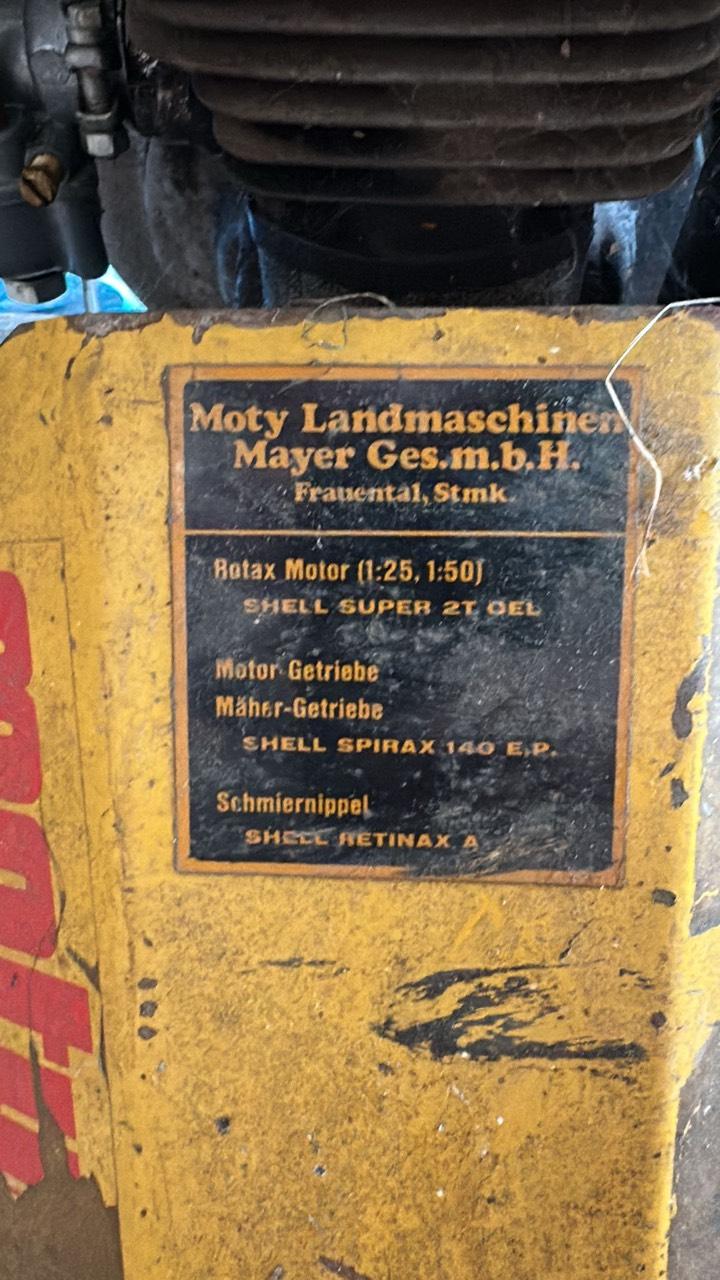 Moty Landmaschinen
Mayer Ges.m.b.H.
Frauental, Stmk.
Rotax Motor (1:25, 1:50)
SHELL SUPER 2T OEL
Motor-Getriebe
Mäher-Getriebe
SHELL SPIRAX 140 E.P.
Schmiernippel
SHELL RETINAX A